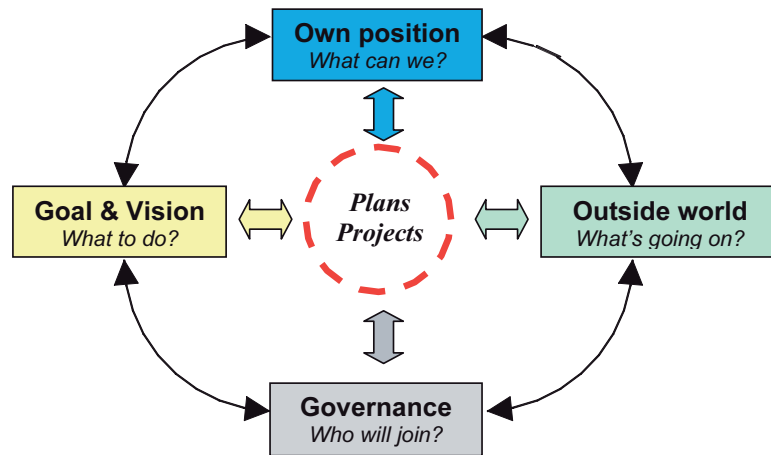 Own position
What can we?
Goal & Vision
What to do?
Plans
Projects
Outside world
What's going on?
Governance
Who will join?